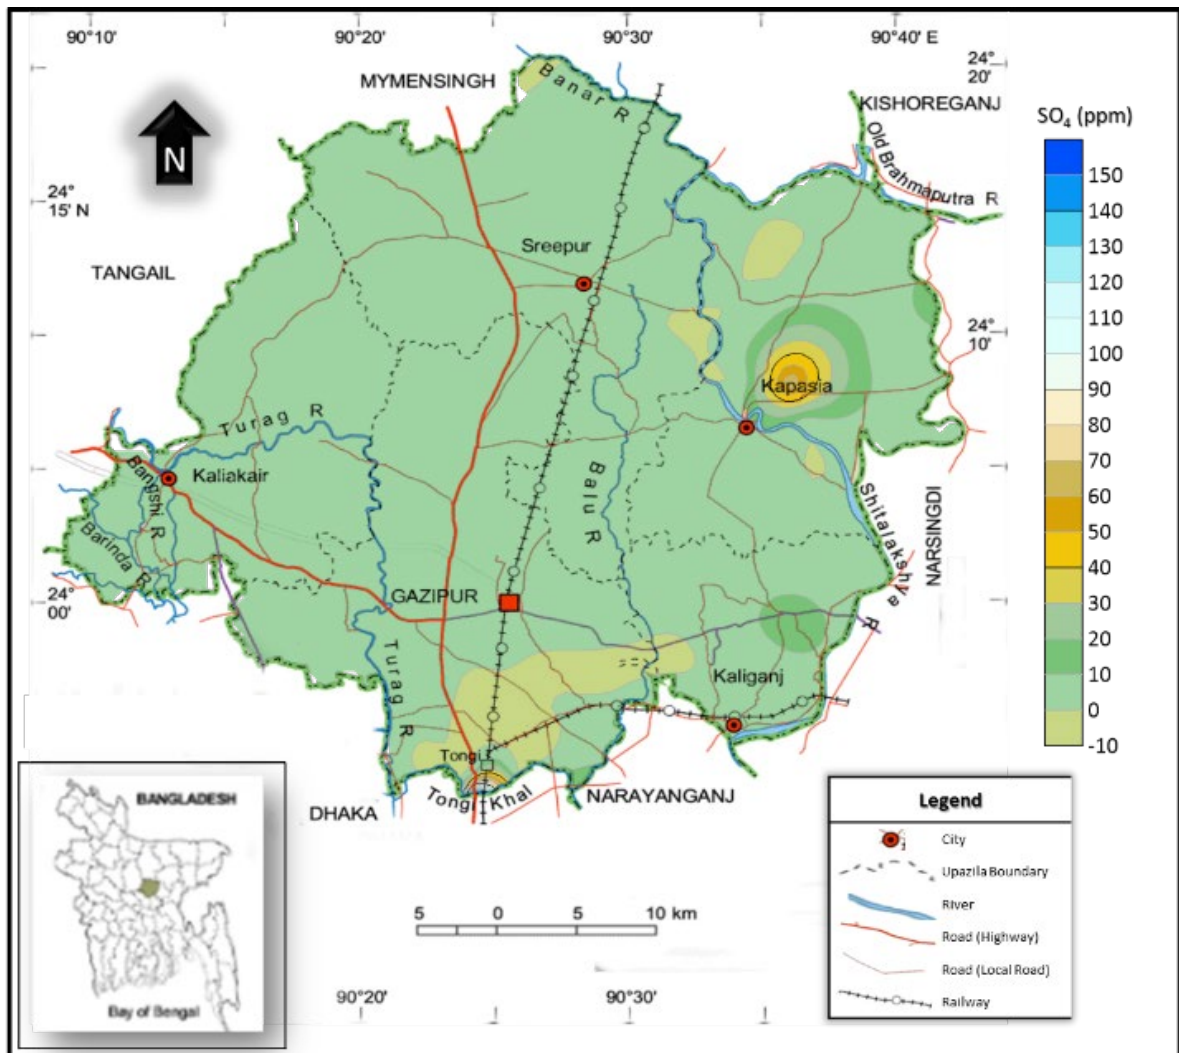 90°10'
90°20'
90°30'
90°40' E
24°
20'
MYMENSINGH
Banar R
KISHOREGANJ
Old Brahmaputra R
N
24°
15' N
TANGAIL
Sreepur
24°
10'
Kapasia
Turag R
Kaliakair
Bangshi R
Barinda R
Balu R
Shitalakshya R
NARSINGDI
24°
00'
GAZIPUR
Turag R
Kaliganj
Tongi
Tongi Khal
DHAKA
NARAYANGANJ
SO4 (ppm)
150
140
130
120
110
100
90
80
70
60
50
40
30
20
10
0
-10
BANGLADESH
Bay of Bengal
5 0 5 10 km
90°20'
90°30'
Legend
City
Upazila Boundary
River
Road (Highway)
Road (Local Road)
Railway